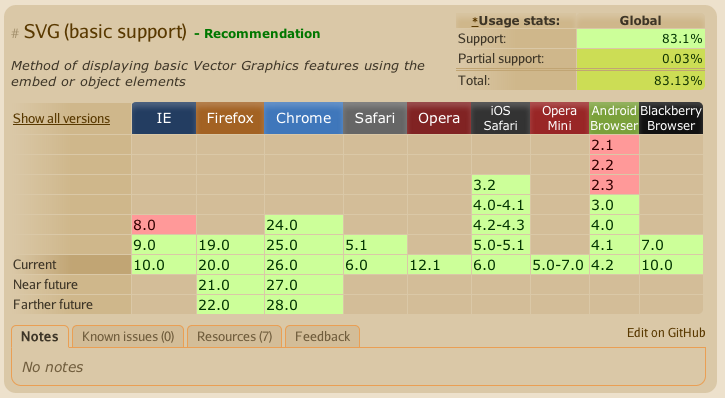 # SVG (basic support) - Recommendation
Method of displaying basic Vector Graphics features using the
embed or object elements
*Usage stats: Global
Support: 83.1%
Partial support: 0.03%
Total: 83.13%
Show all versions IE Firefox Chrome Safari Opera iOS Safari Opera Mini Android Browser Blackberry Browser
2.1
2.2
3.2 2.3
4.0-4.1 3.0
8.0 24.0 4.2-4.3 4.0
9.0 19.0 25.0 5.1 5.0-5.1 4.1 7.0
Current 10.0 20.0 26.0 6.0 12.1 6.0 5.0-7.0 4.2 10.0
Near future 21.0 27.0
Farther future 22.0 28.0
Notes Known issues (0) Resources (7) Feedback Edit on GitHub
No notes